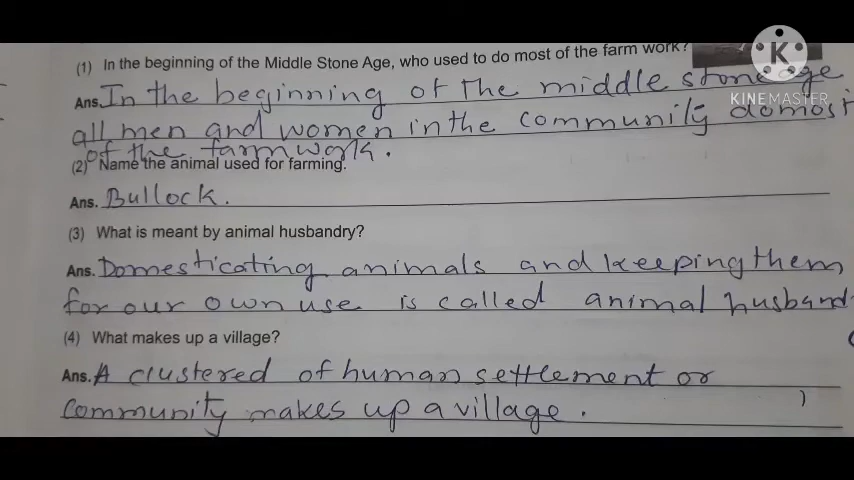 (1) In the beginning of the Middle Stone Age, who used to do most of the farm work?
Ans. In the beginning of the middle stone age
all men and women in the community do most
of the farm work.
(2) Name the animal used for farming.
Ans. Bullock.
(3) What is meant by animal husbandry?
Ans. Domesticating animals and keeping them
for our own use is called animal husband
(4) What makes up a village?
Ans. A clustered of human settlement or
community makes up a village.
K
KINEMASTER